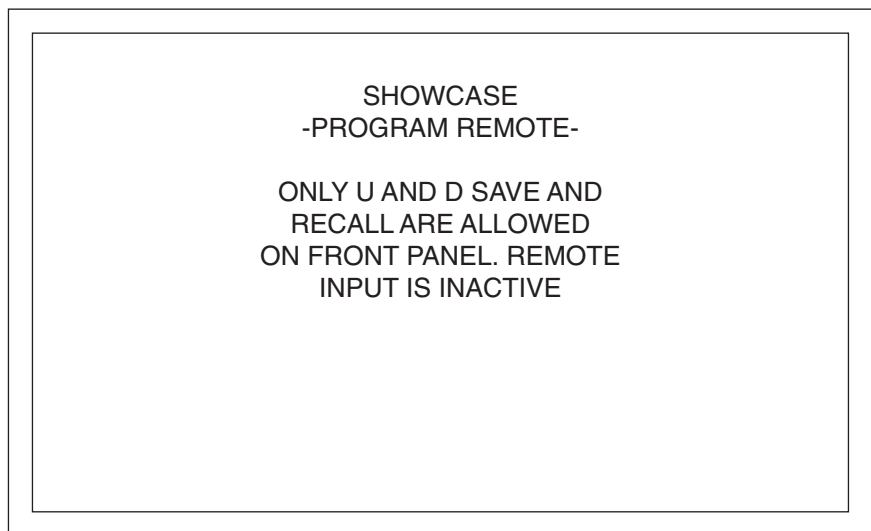 SHOWCASE
-PROGRAM REMOTE-
ONLY U AND D SAVE AND
RECALL ARE ALLOWED
ON FRONT PANEL. REMOTE
INPUT IS INACTIVE